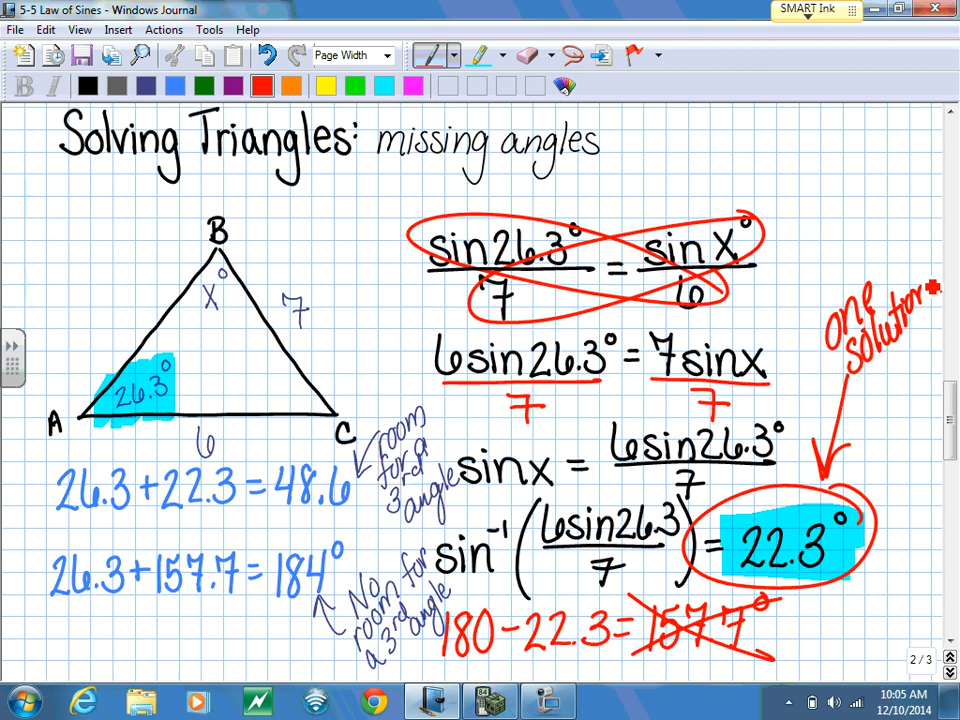 5-5 Law of Sines - Windows Journal
SMART Ink
File Edit View Insert Actions Tools Help
Page Width
B I
Solving Triangles: missing angles
B
x°
7
26.3°
A
6
C
sin 26.3° = sin x°
7 6
6sin26.3° = 7sinx
7 7
sinx = 6sin26.3°
7
sin⁻¹(6sin26.3) = 22.3°
7
180 - 22.3 = 157.7°
one
solution
26.3 + 22.3 = 48.6
room
for a
3rd
angle
26.3 + 157.7 = 184°
No
room for
a 3rd angle
2 / 3
84
10:05 AM
12/10/2014